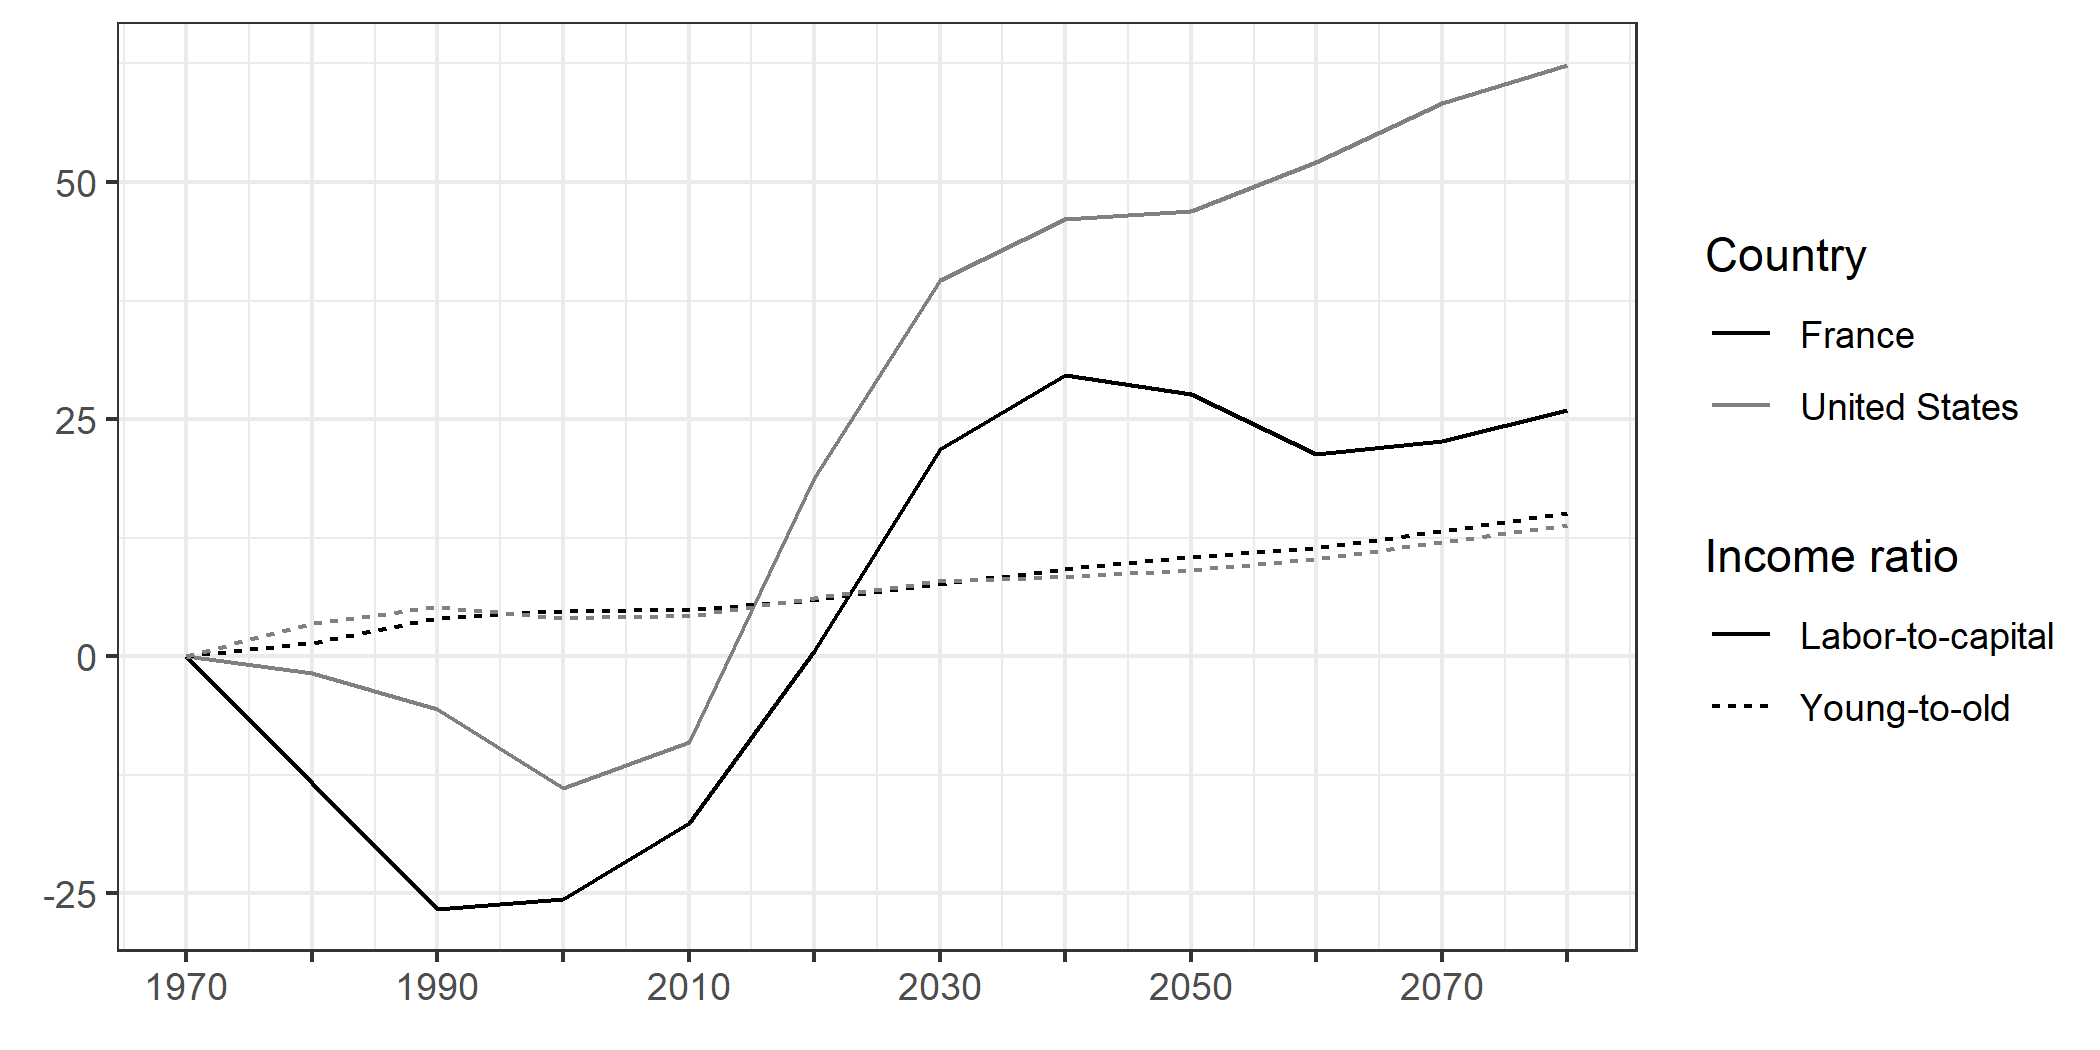 50
25
0
-25
1970 1990 2010 2030 2050 2070
Country
France
United States
Income ratio
Labor-to-capital
Young-to-old